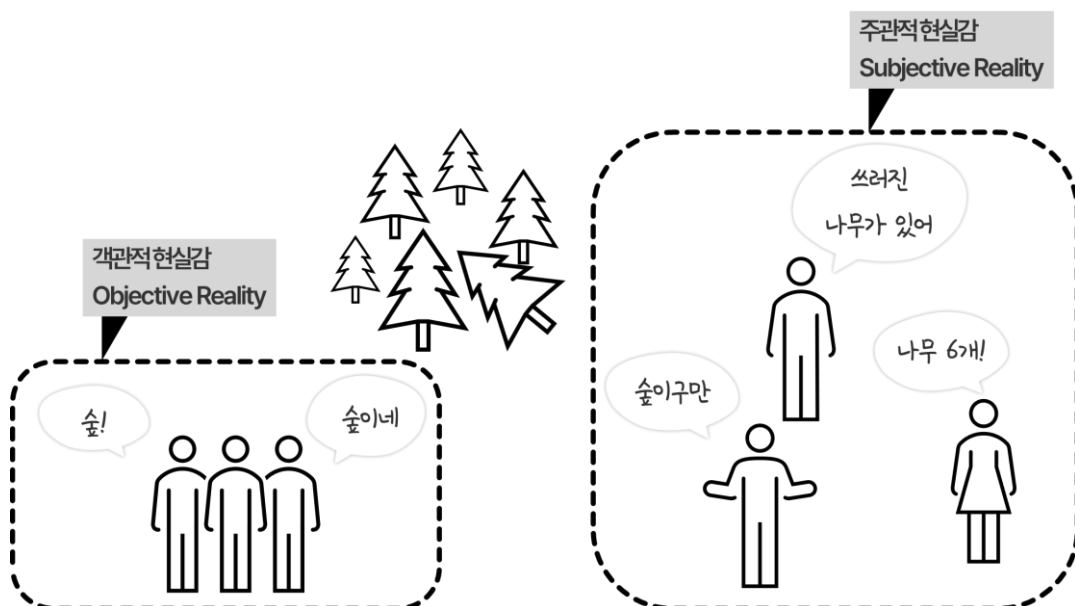 주관적 현실감
Subjective Reality
쓰러진
나무가 있어
객관적 현실감
Objective Reality
나무 6개!
숲이구만
숲!
숲이네